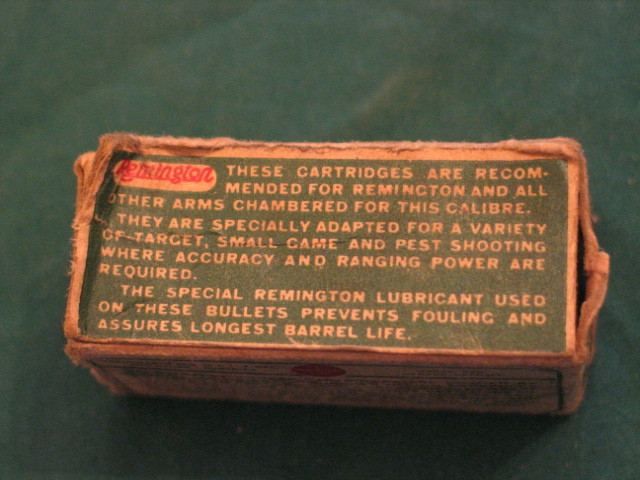 Remington THESE CARTRIDGES ARE RECOM-
MENDED FOR REMINGTON AND ALL
OTHER ARMS CHAMBERED FOR THIS CALIBRE.
THEY ARE SPECIALLY ADAPTED FOR A VARIETY
OF TARGET, SMALL GAME AND PEST SHOOTING
WHERE ACCURACY AND RANGING POWER ARE
REQUIRED.
THE SPECIAL REMINGTON LUBRICANT USED
ON THESE BULLETS PREVENTS FOULING AND
ASSURES LONGEST BARREL LIFE.